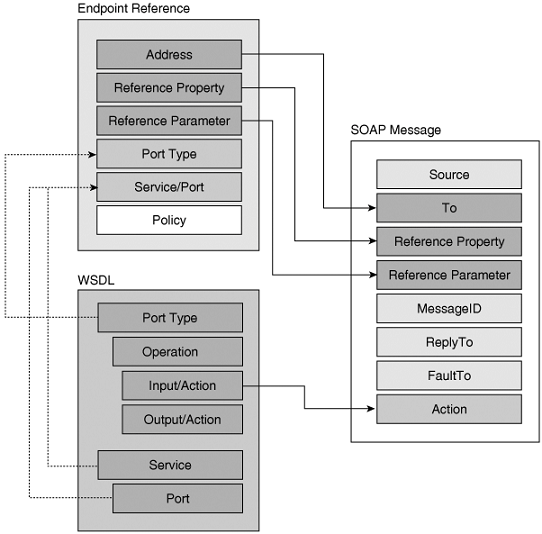 Endpoint Reference
Address
Reference Property
Reference Parameter
Port Type
Service/Port
Policy
WSDL
Port Type
Operation
Input/Action
Output/Action
Service
Port
SOAP Message
Source
To
Reference Property
Reference Parameter
MessageID
ReplyTo
FaultTo
Action